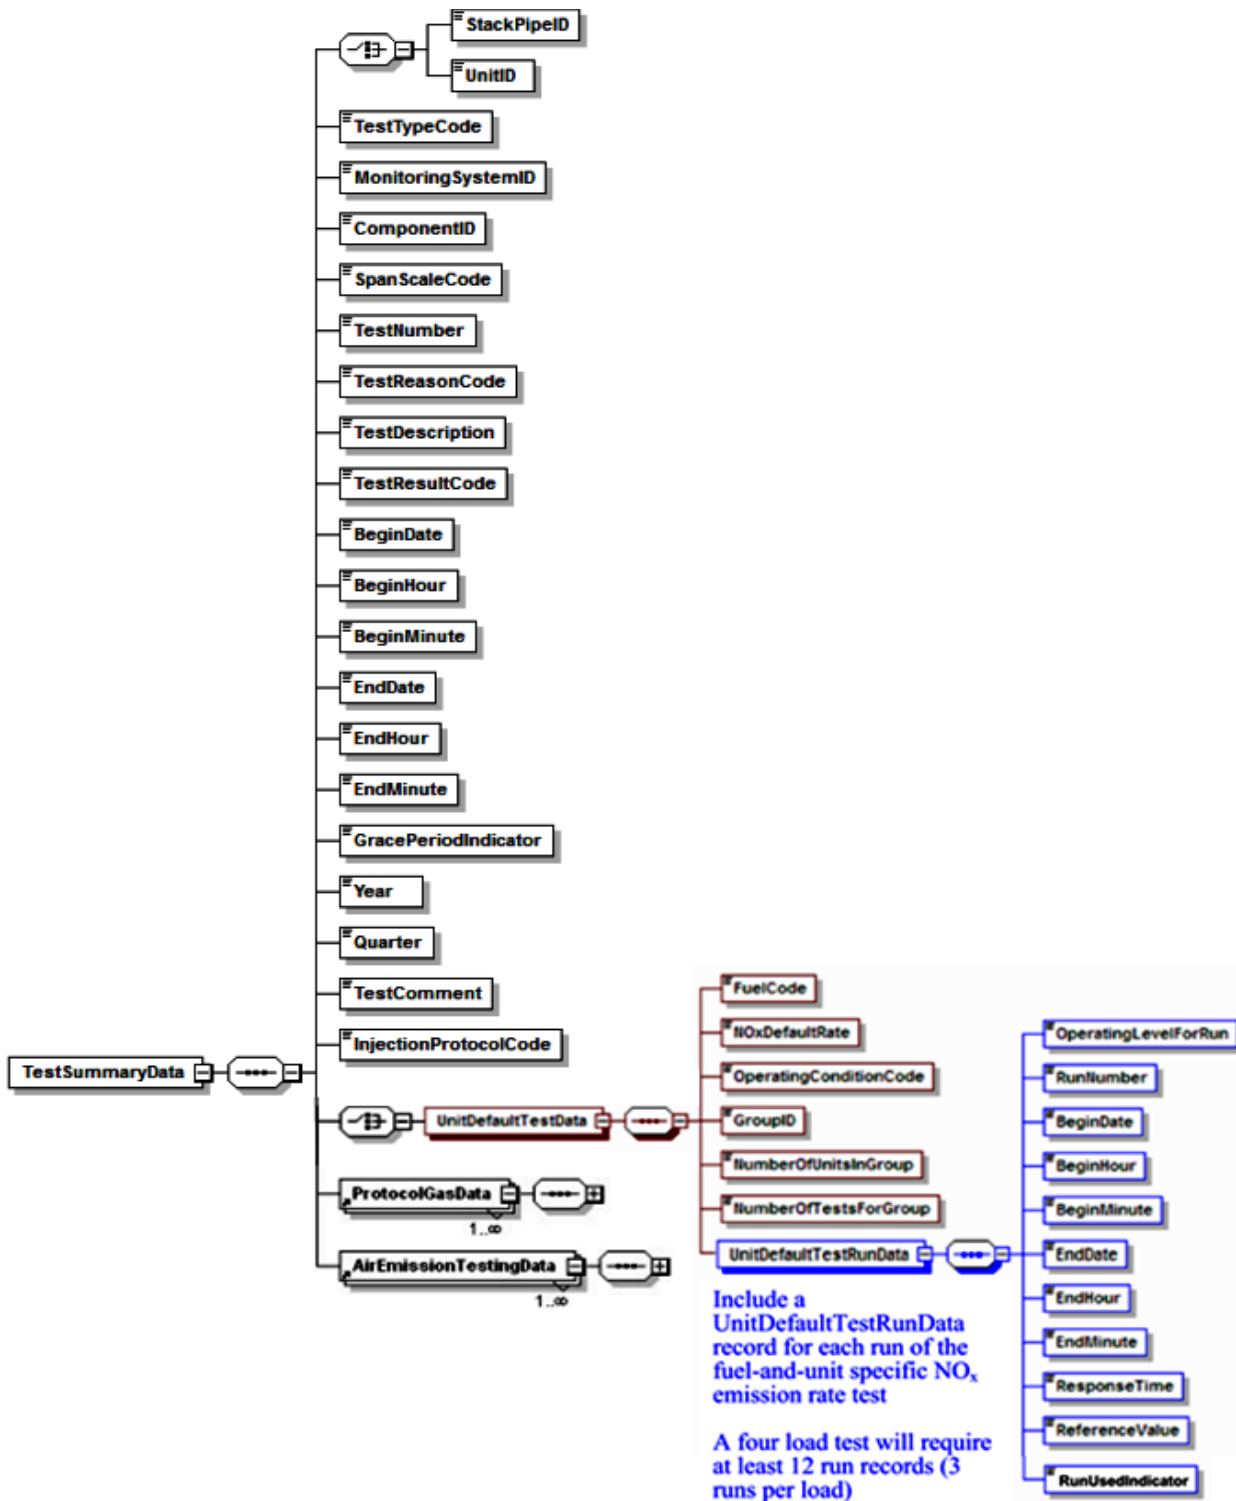 StackPipeID
UnitID
TestTypeCode
MonitoringSystemID
ComponentID
SpanScaleCode
TestNumber
TestReasonCode
TestDescription
TestResultCode
BeginDate
BeginHour
BeginMinute
EndDate
EndHour
EndMinute
GracePeriodIndicator
Year
Quarter
TestComment
InjectionProtocolCode
TestSummaryData
UnitDefaultTestData
ProtocolGasData
1..∞
AirEmissionTestingData
1..∞
FuelCode
NOxDefaultRate
OperatingConditionCode
GroupID
NumberOfUnitsInGroup
NumberOfTestsForGroup
UnitDefaultTestRunData
Include a
UnitDefaultTestRunData
record for each run of the
fuel-and-unit specific NOx
emission rate test
A four load test will require
at least 12 run records (3
runs per load)
OperatingLevelForRun
RunNumber
BeginDate
BeginHour
BeginMinute
EndDate
EndHour
EndMinute
ResponseTime
ReferenceValue
RunUsedIndicator